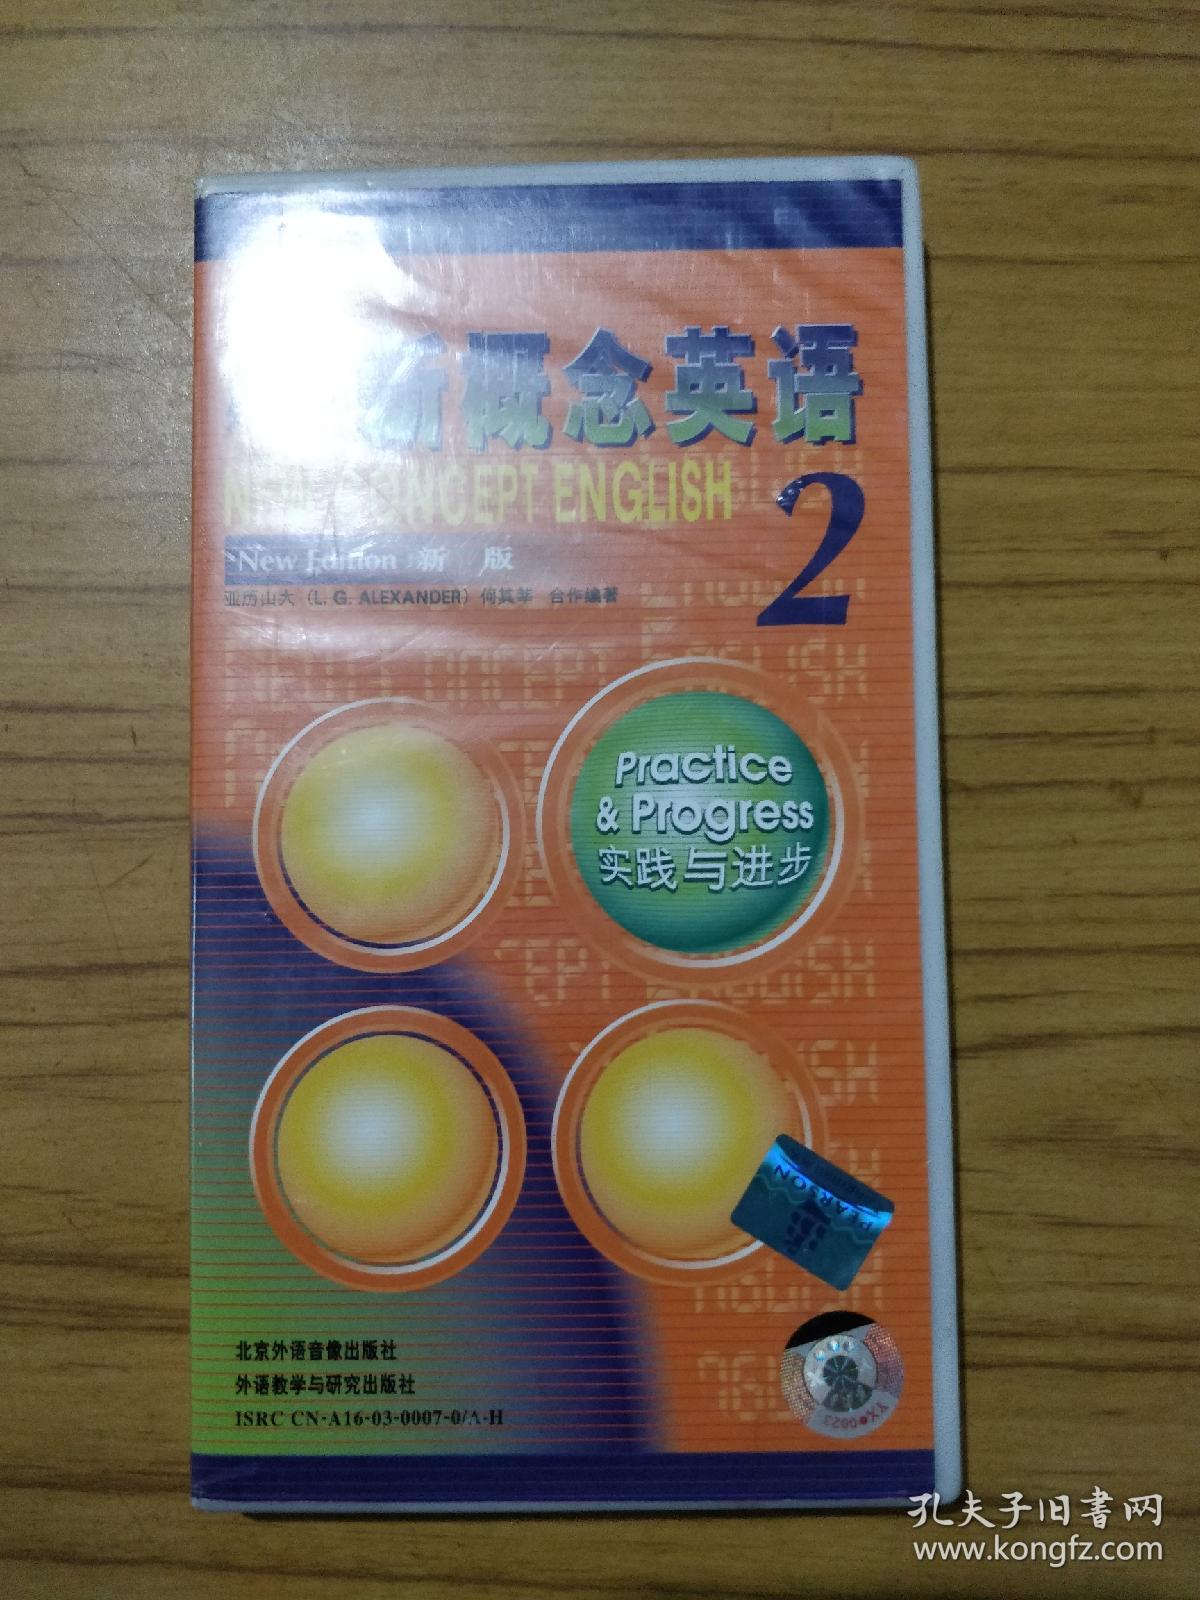 新概念英语
NEW CONCEPT ENGLISH
2
New Edition 新 版
亚历山大 (L. G. ALEXANDER) 何其莘 合作编著
Practice
& Progress
实践与进步
PEARSON
北京外语音像出版社
外语教学与研究出版社
ISRC CN-A16-03-0007-0/A·H
YX●0023
孔夫子旧书网
www.kongfz.com